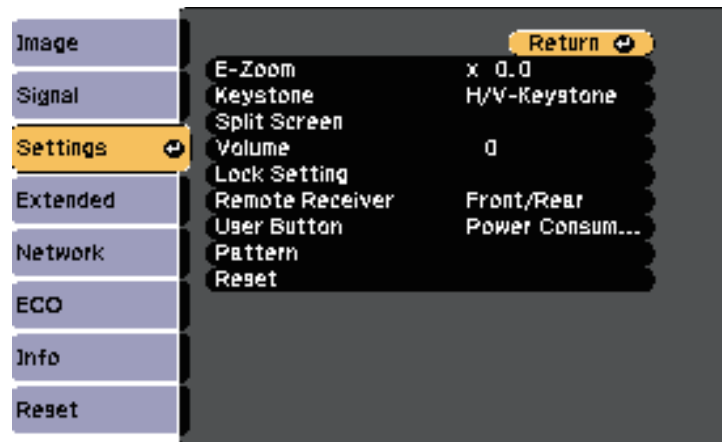 Image
Signal
Settings
Extended
Network
ECO
Info
Reset
Return
E-Zoom x 0.0
Keystone H/V-Keystone
Split Screen
Volume 0
Lock Setting
Remote Receiver Front/Rear
User Button Power Consum...
Pattern
Reset